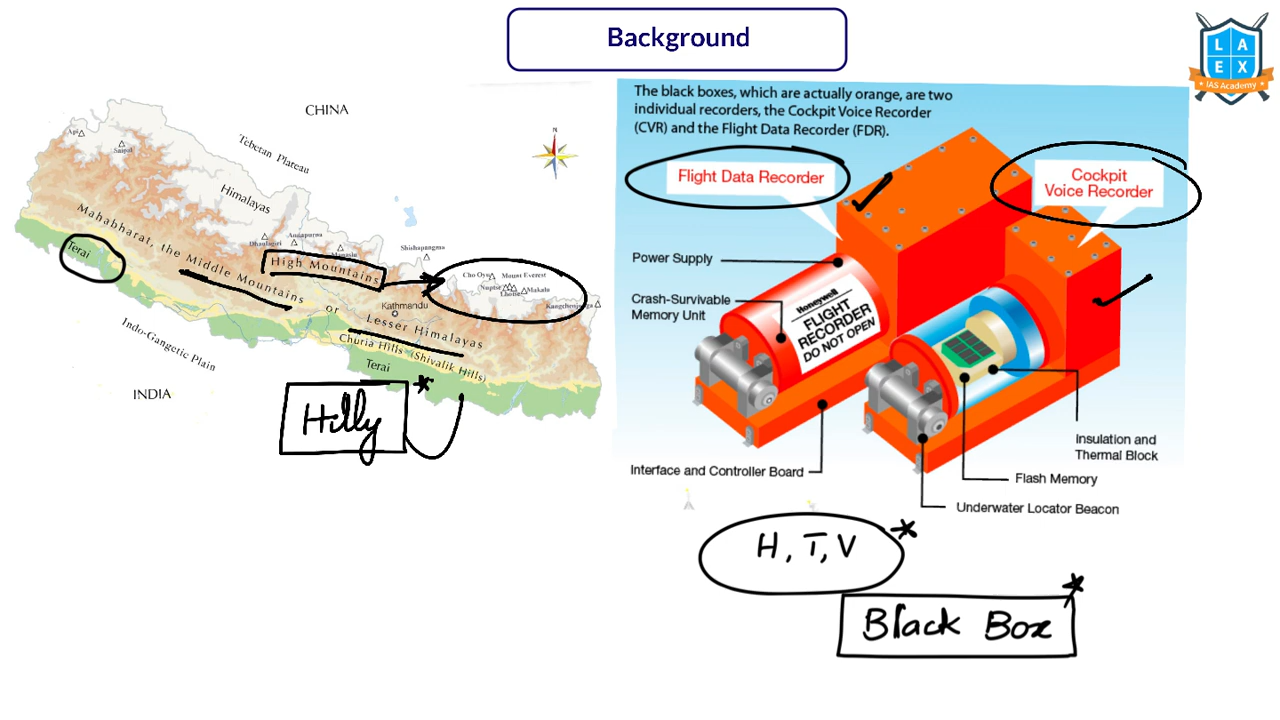 Background
L A
E X
IAS Academy
CHINA
Tebetan Plateau
Api
Saipal
Himalayas
Mahabharat, the Middle Mountains
or
Lesser Himalayas
Dhaulagiri
Annapurna
Manaslu
Shishapangma
High Mountains
Cho Oyu
Mount Everest
Nuptse
Lhotse
Makalu
Kangchenjunga
Kathmandu
Terai
Churia Hills (Shivalik Hills)
Terai
Indo-Gangetic Plain
INDIA
N
Hilly
The black boxes, which are actually orange, are two
individual recorders, the Cockpit Voice Recorder
(CVR) and the Flight Data Recorder (FDR).
Flight Data Recorder
Cockpit
Voice Recorder
Power Supply
Crash-Survivable
Memory Unit
Honeywell
FLIGHT
RECORDER
DO NOT OPEN
Interface and Controller Board
Insulation and
Thermal Block
Flash Memory
Underwater Locator Beacon
H, T, V
Black Box